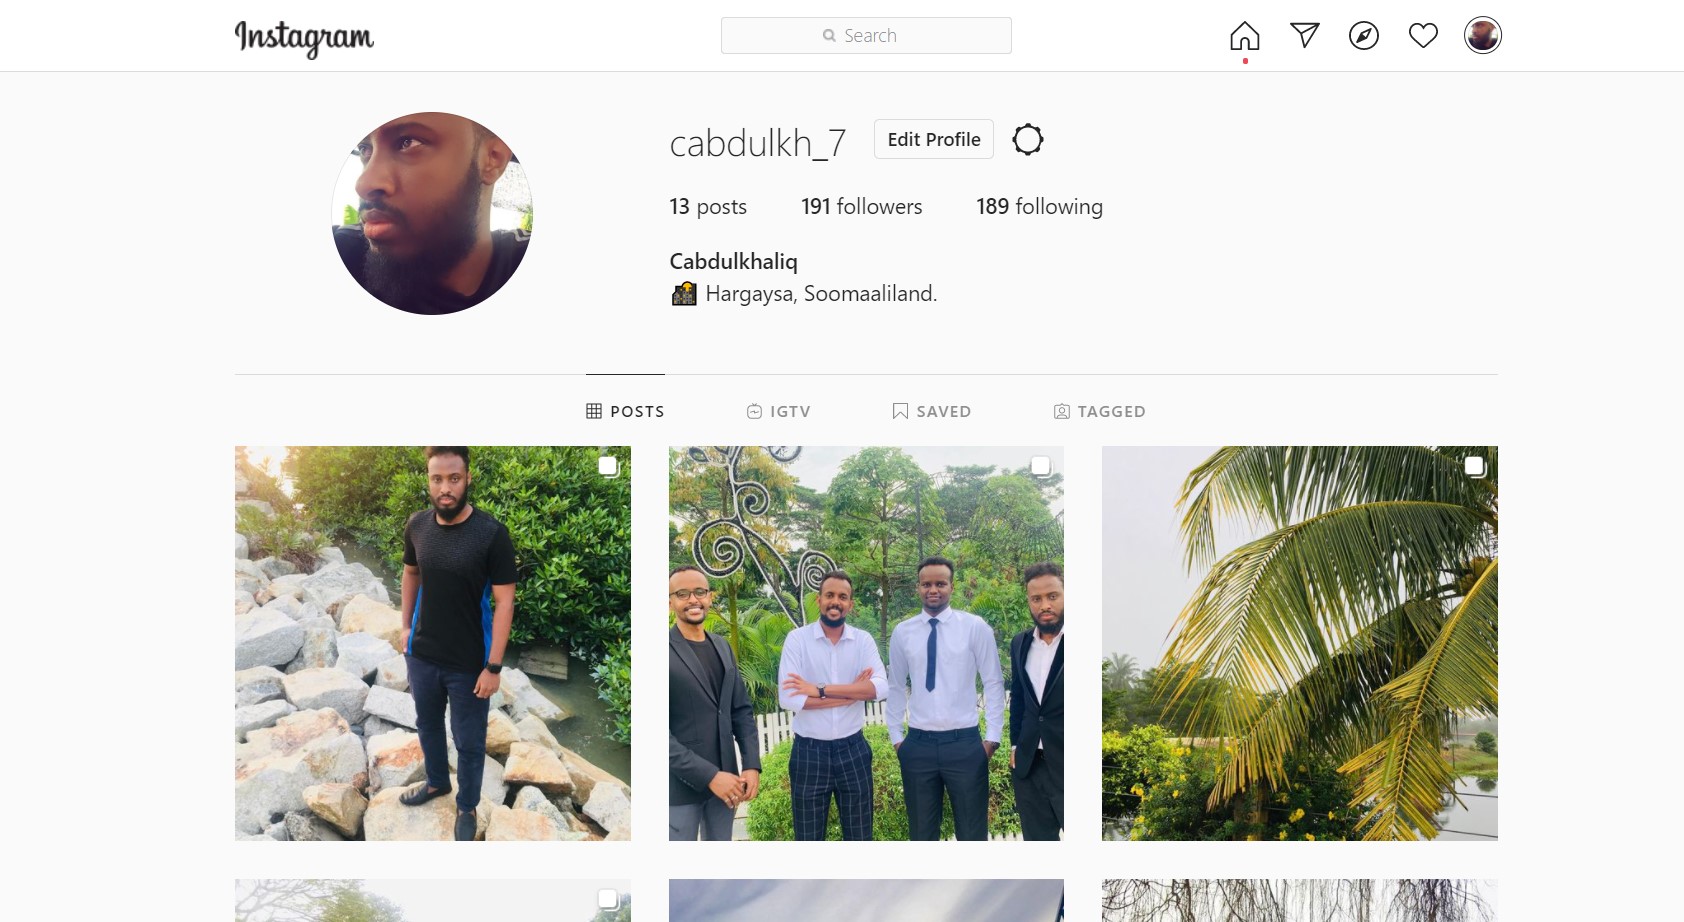 Instagram
Search
cabdulkh_7 Edit Profile
13 posts 191 followers 189 following
Cabdulkhaliq
Hargaysa, Soomaaliland.
POSTS IGTV SAVED TAGGED